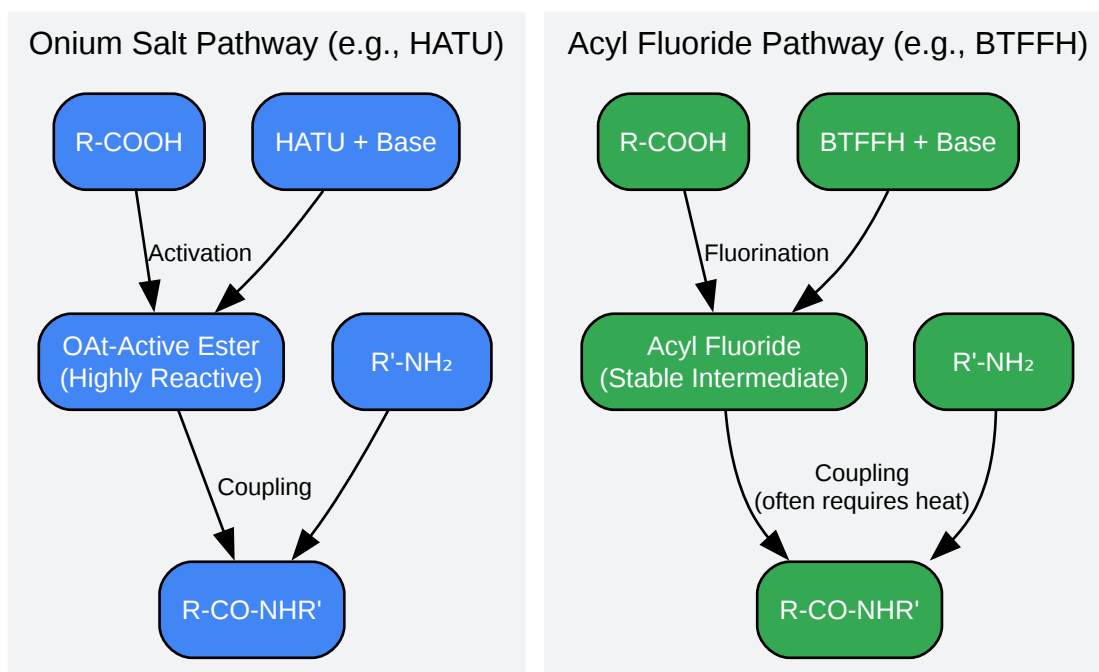 Onium Salt Pathway (e.g., HATU)
R-COOH
HATU + Base
Activation
OAt-Active Ester
(Highly Reactive)
R'-NH₂
Coupling
R-CO-NHR'
Acyl Fluoride Pathway (e.g., BTFFH)
R-COOH
BTFFH + Base
Fluorination
Acyl Fluoride
(Stable Intermediate)
R'-NH₂
Coupling
(often requires heat)
R-CO-NHR'